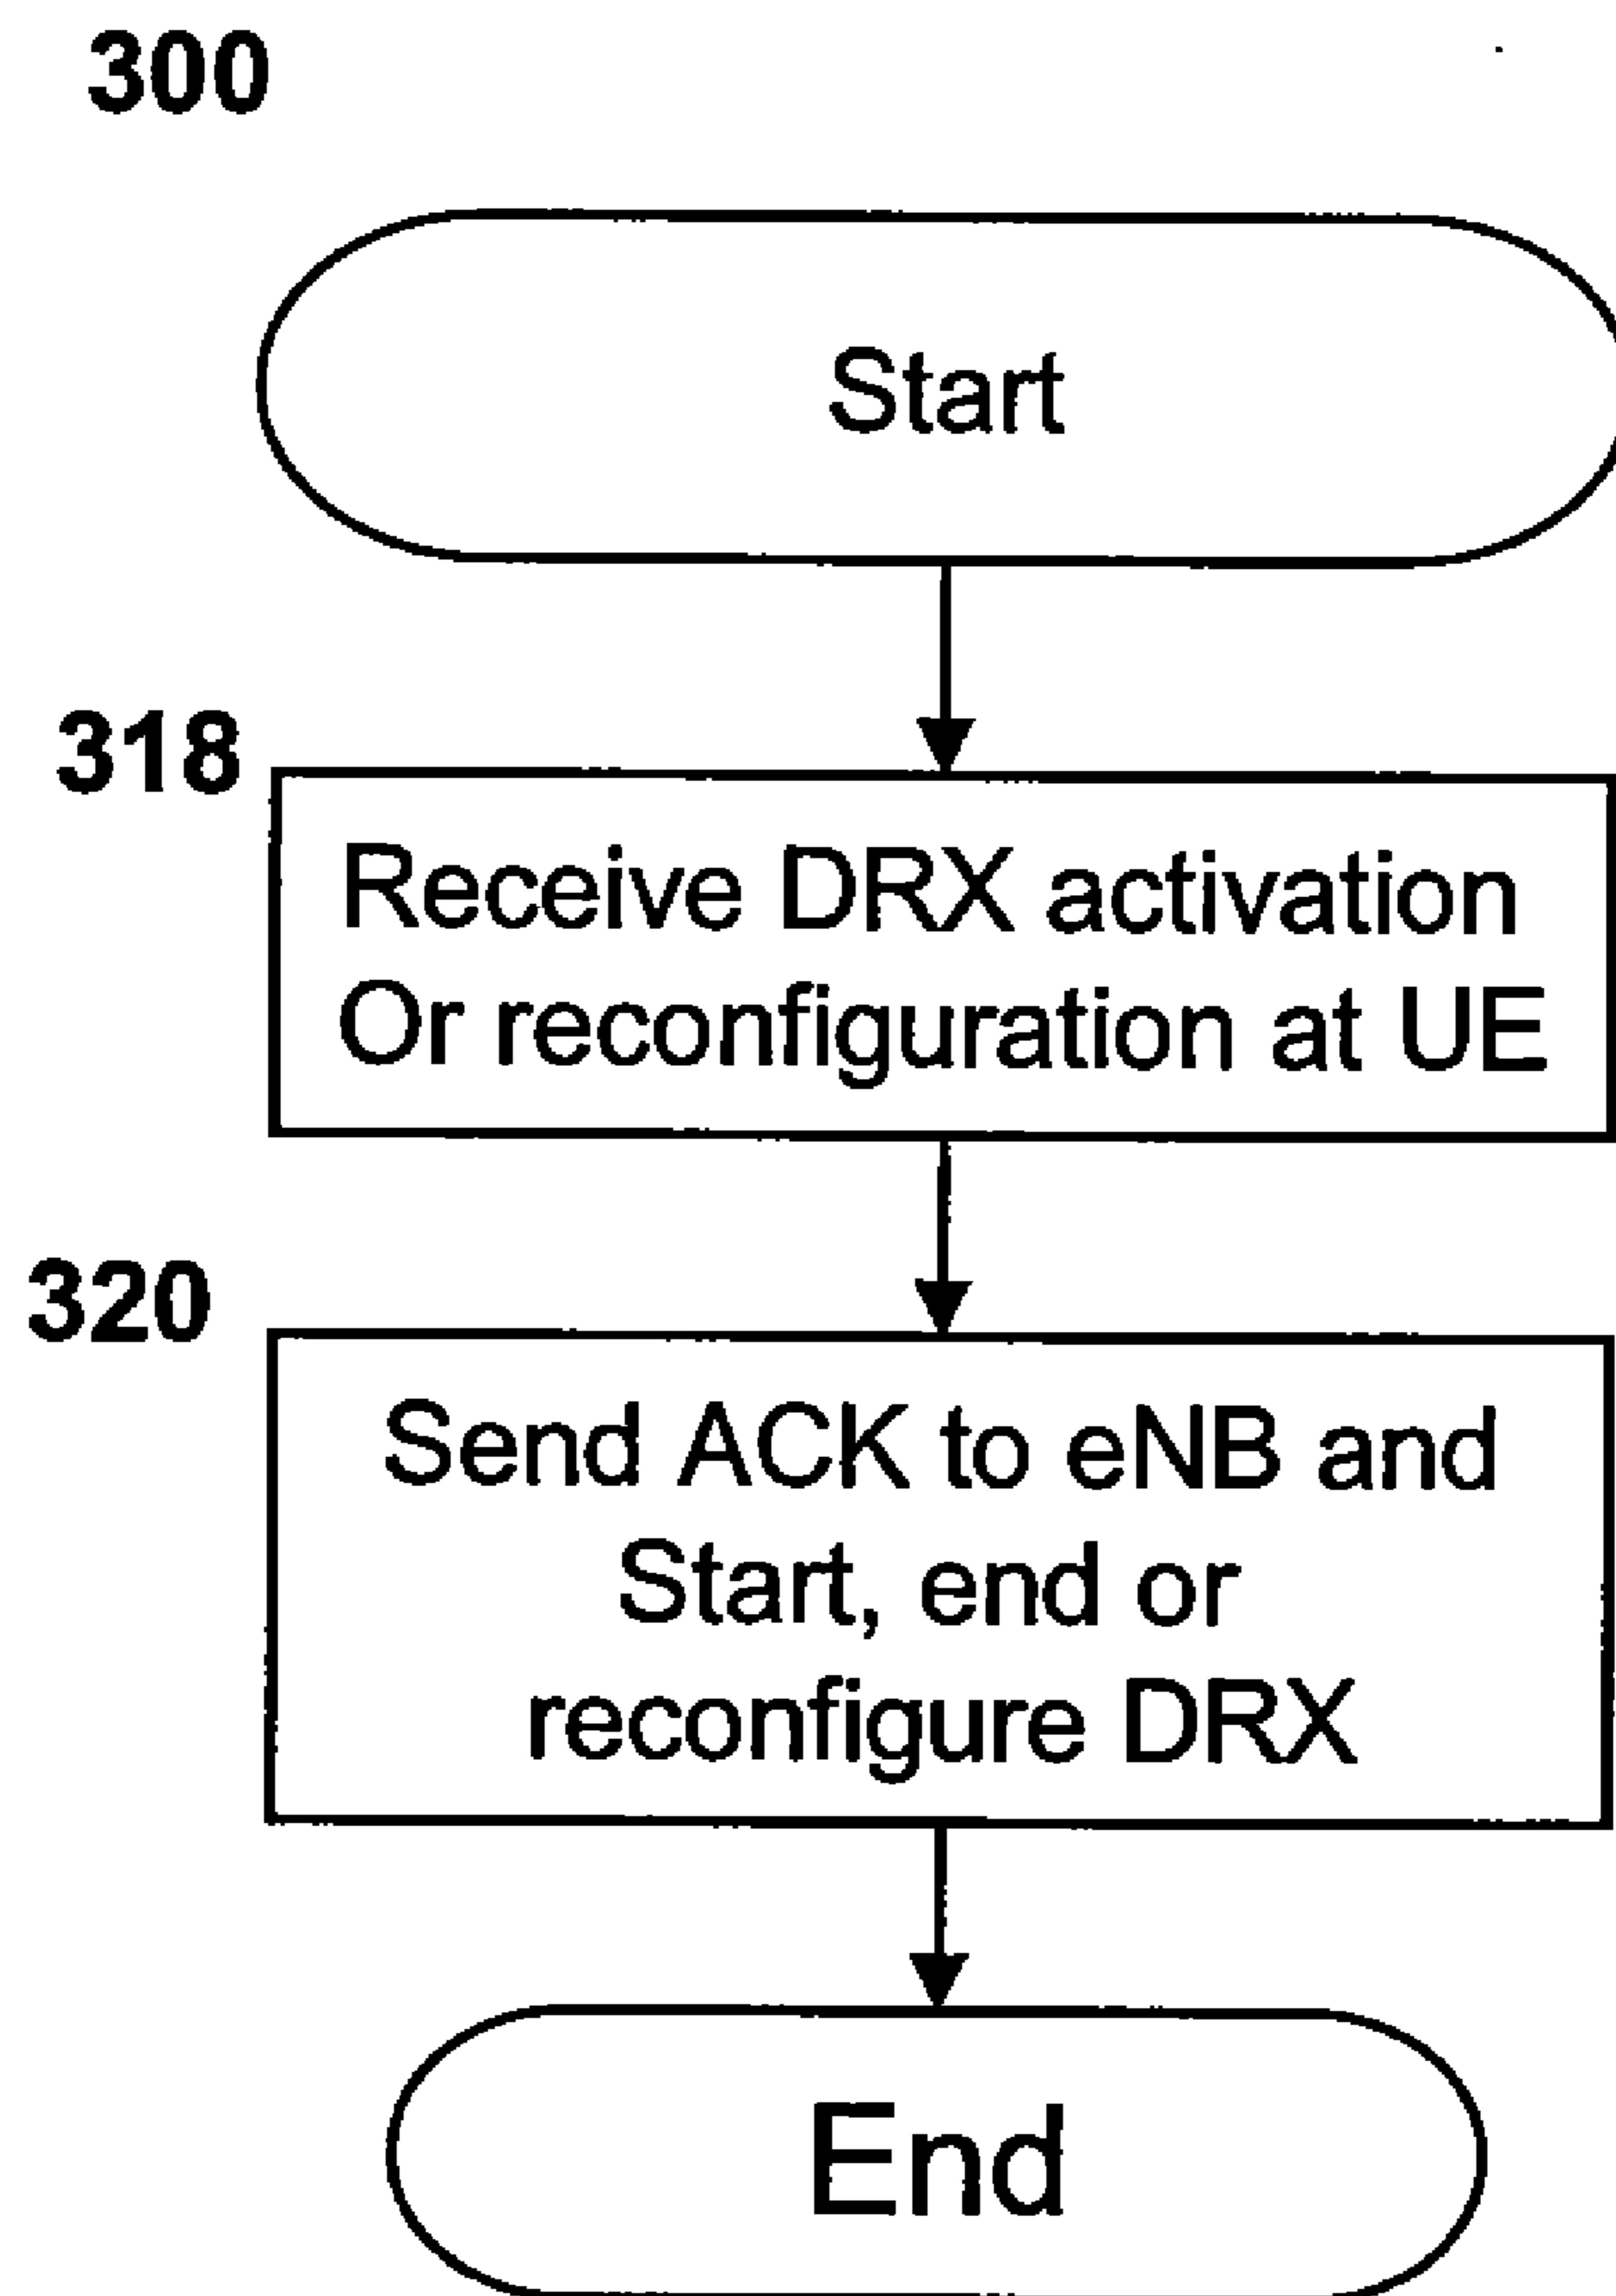 300
Start
318
Receive DRX activation
Or reconfiguration at UE
320
Send ACK to eNB and
Start, end or
reconfigure DRX
End